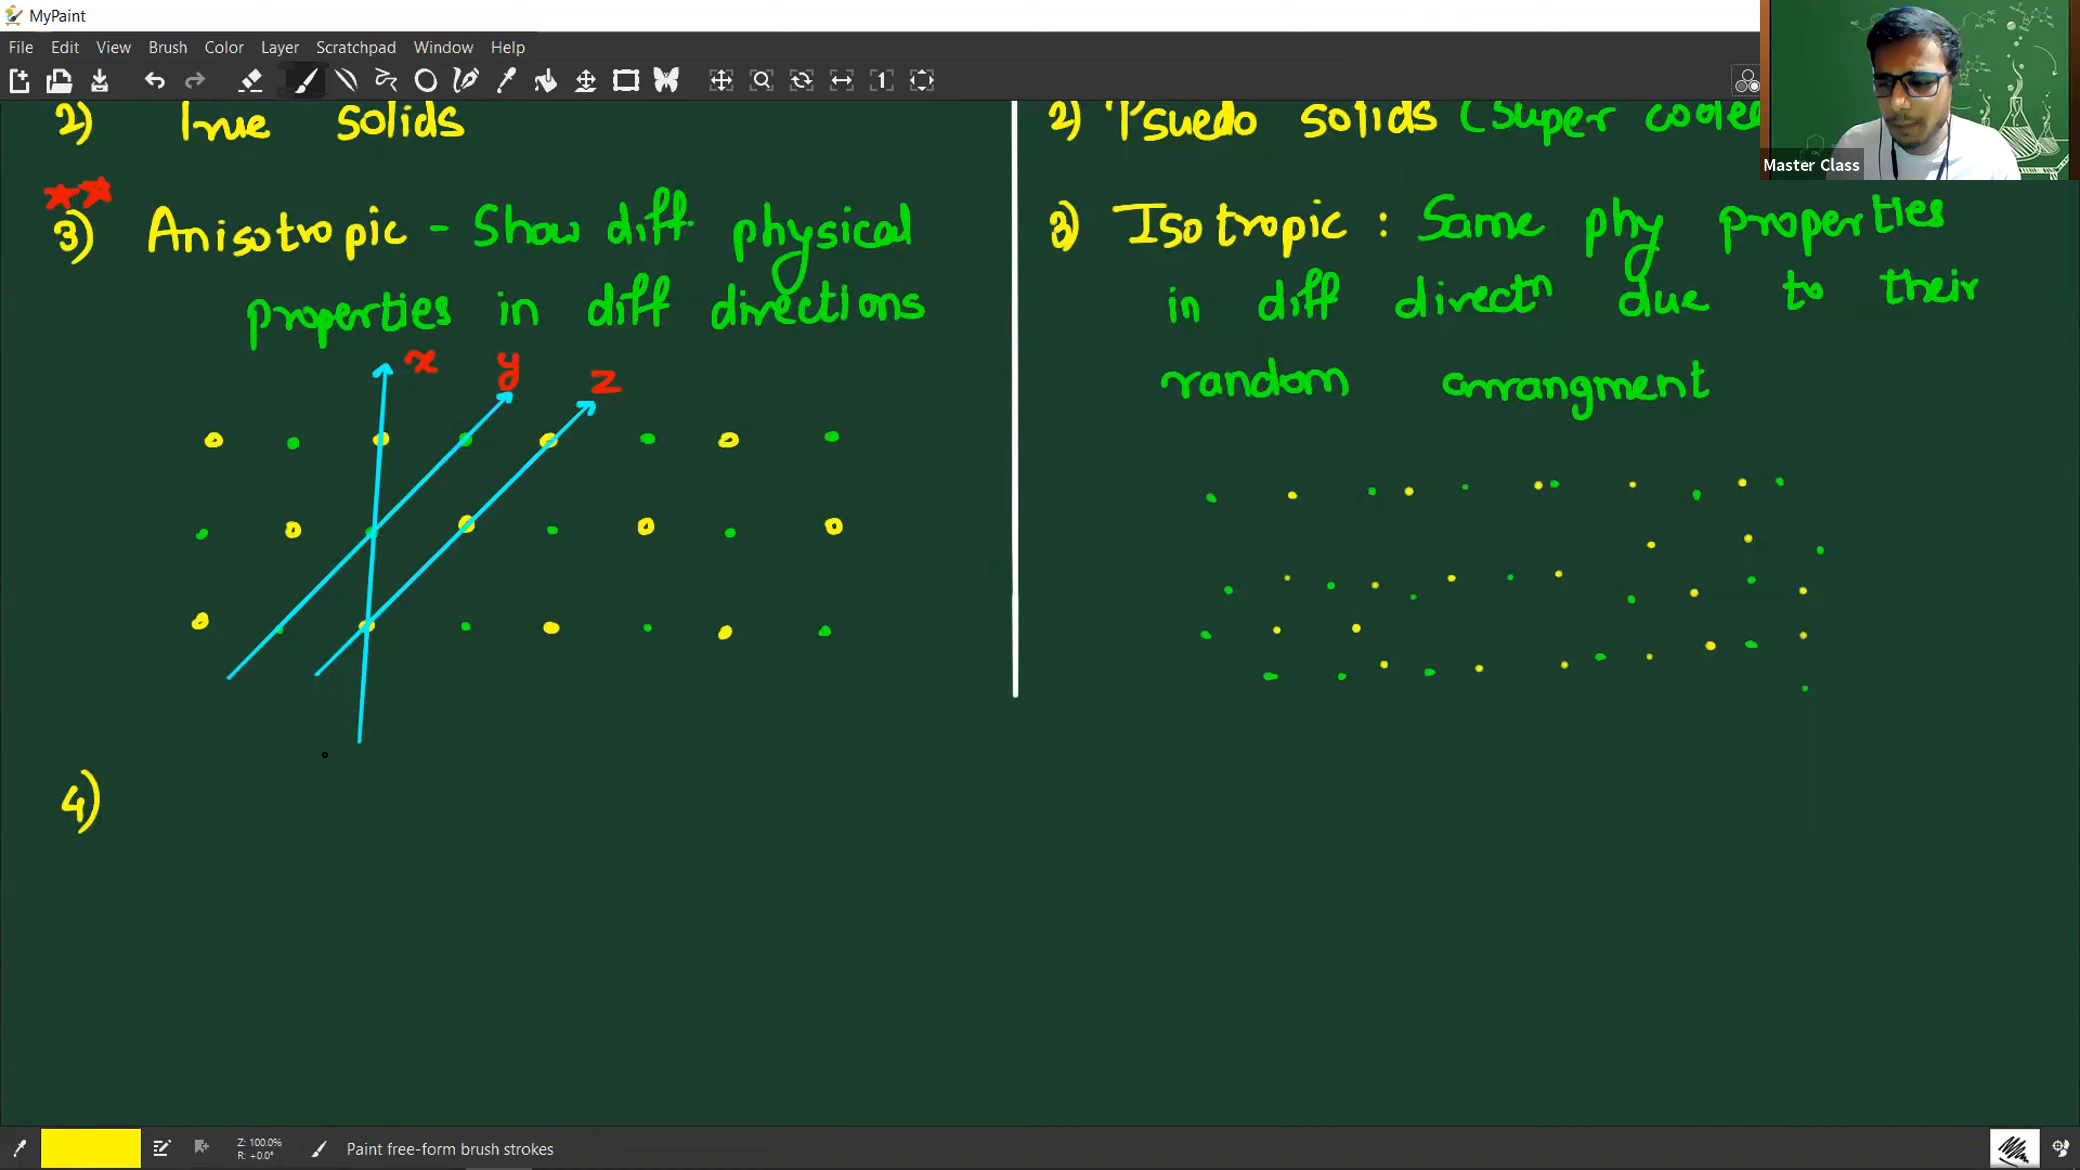 MyPaint
File Edit View Brush Color Layer Scratchpad Window Help
Master Class
2) True solids
3) Anisotropic - Show diff physical
properties in diff directions
x y z
4)
2) Psuedo solids (Super cooled
3) Isotropic : Same phy properties
in diff directn due to their
random arrangment
Z: 100.0%
R: +0.0°
Paint free-form brush strokes